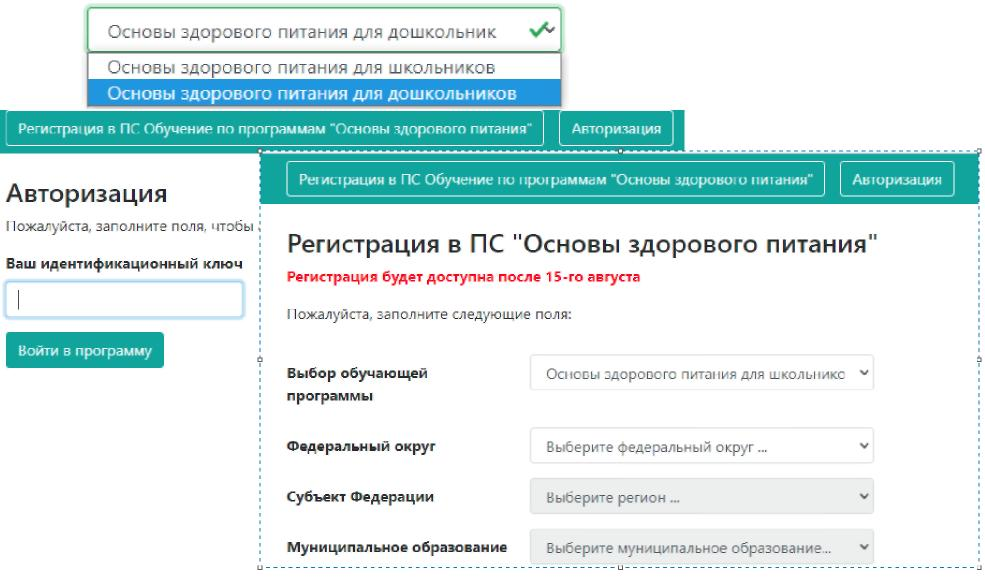 Основы здорового питания для дошкольник
Основы здорового питания для школьников
Основы здорового питания для дошкольников
Регистрация в ПС Обучение по программам "Основы здорового питания" Авторизация
Авторизация
Пожалуйста, заполните поля, чтобы
Ваш идентификационный ключ
Войти в программу
Регистрация в ПС Обучение по программам "Основы здорового питания" Авторизация
Регистрация в ПС "Основы здорового питания"
Регистрация будет доступна после 15-го августа
Пожалуйста, заполните следующие поля:
Выбор обучающей
программы
Основы здорового питания для школьнико
Федеральный округ Выберите федеральный округ ...
Субъект Федерации Выберите регион ...
Муниципальное образование Выберите муниципальное образование...